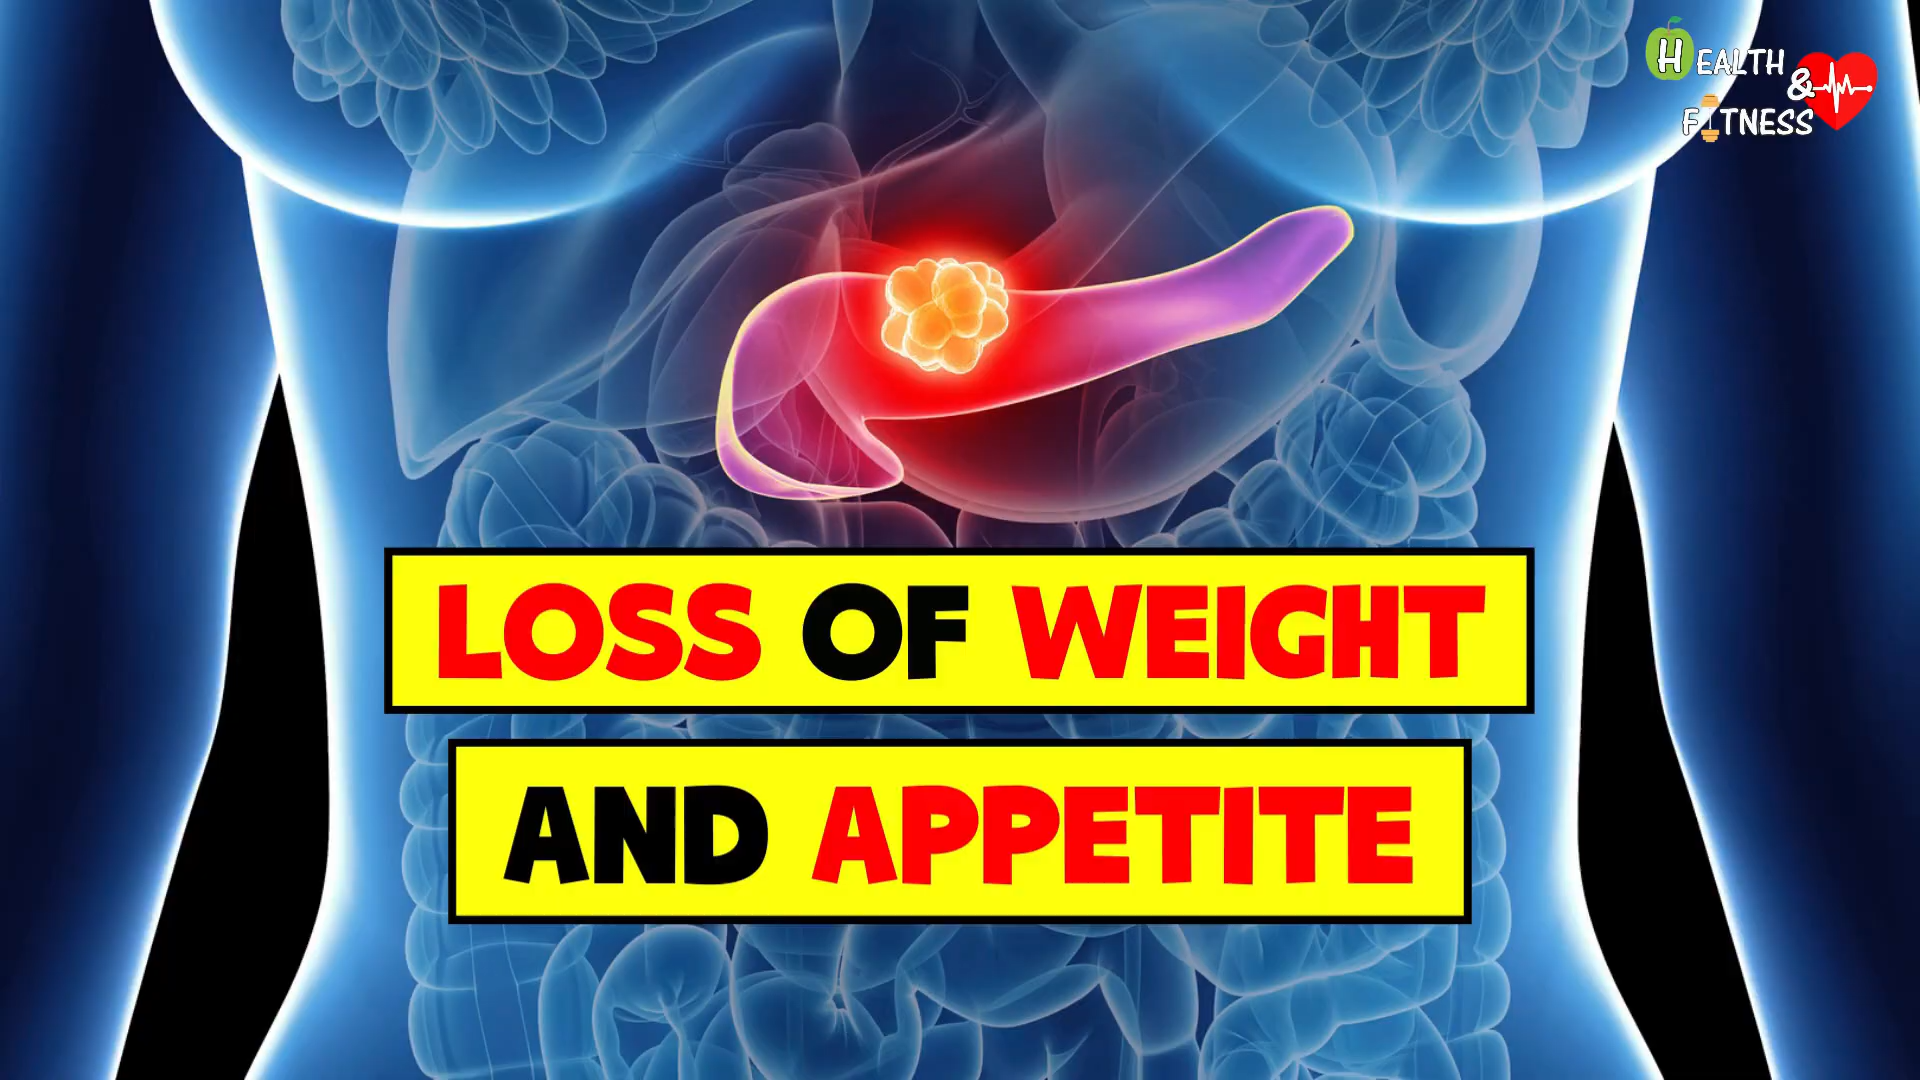 HEALTH
&
FITNESS
LOSS OF WEIGHT
AND APPETITE